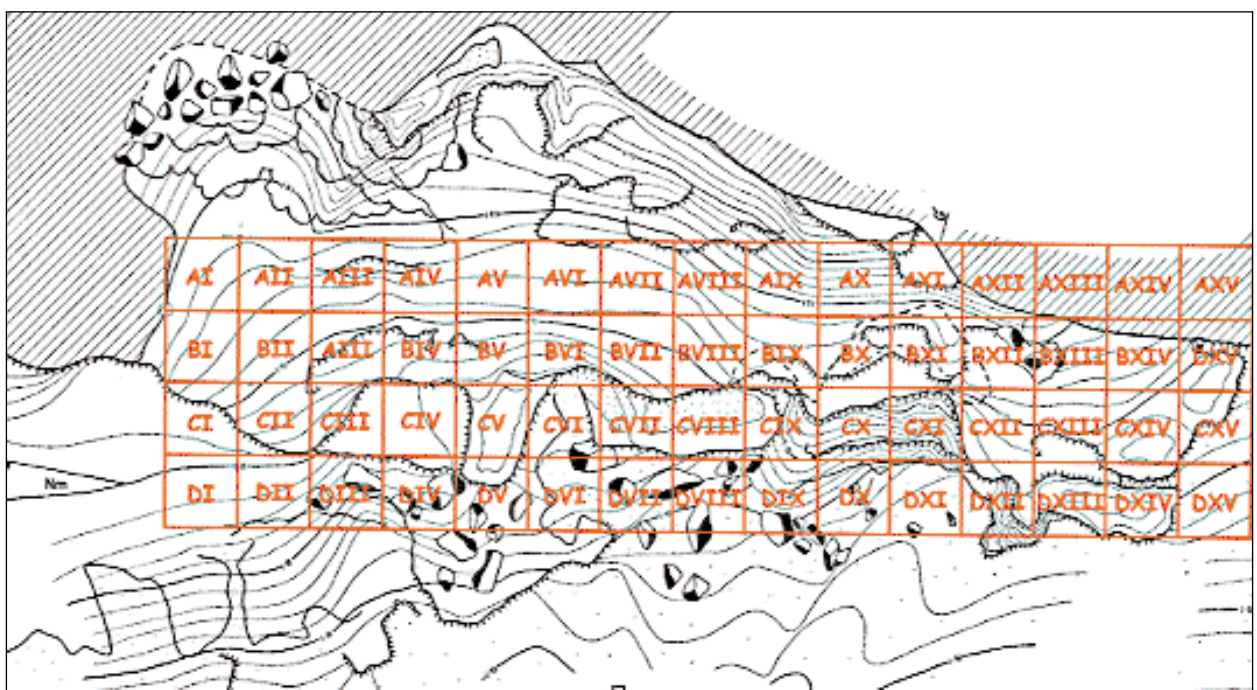 AI AII AIII AIV AV AVI AVII AVIII AIX AX AXI AXII AXIII AXIV AXV
BI BII AIII BIV BV BVI BVII BVIII BIX BX BXI BXII BXIII BXIV DXV
CI CII CIII CIV CV CVI CVII CVIII CIX CX CXI CXII CXIII CXIV CXV
Nm
DI DII DIII DIV DV DVI DVII DVIII DIX DX DXI DXII DXIII DXIV DXV